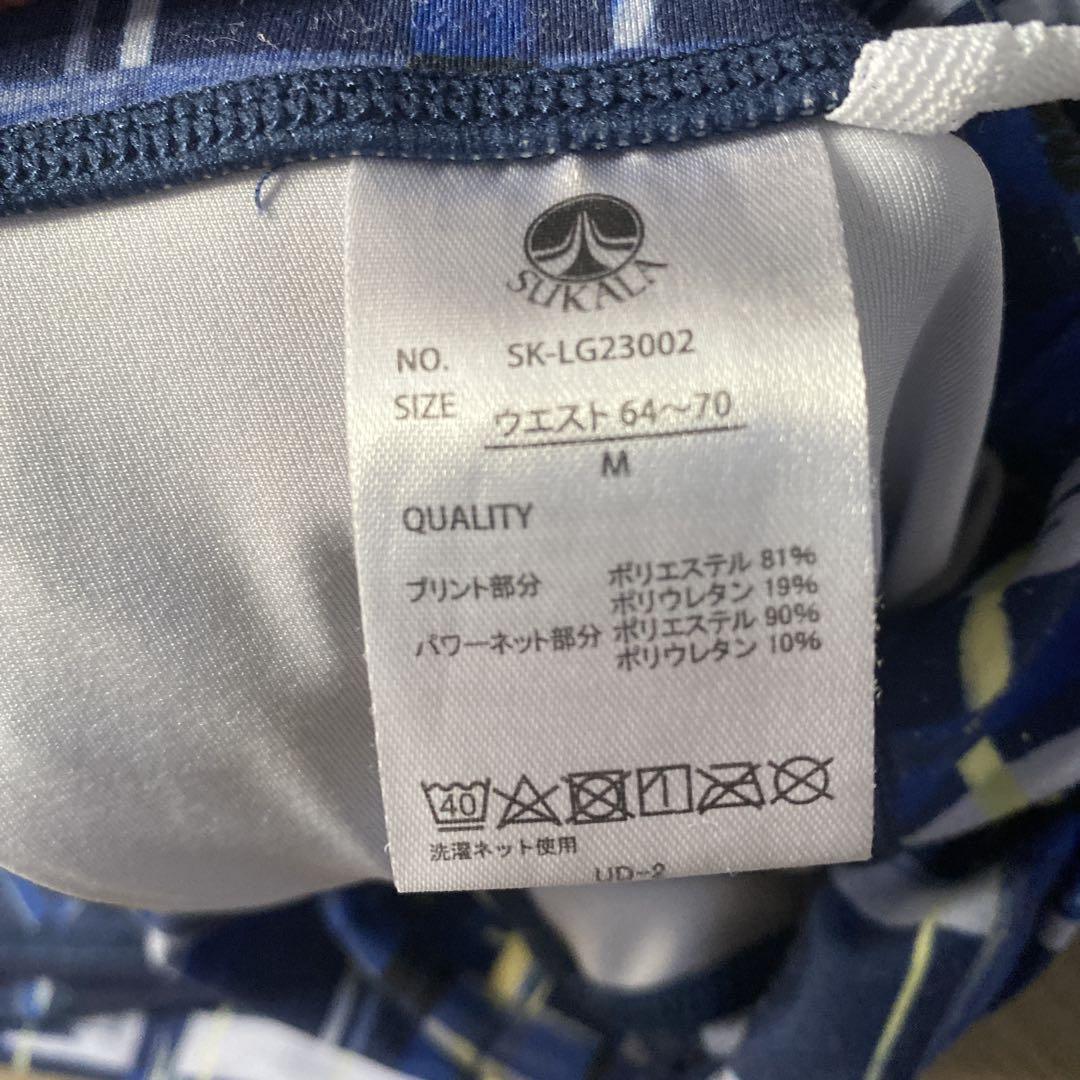 SUKALA
NO. SK-LG23002
SIZE ウエスト 64～70
M
QUALITY
プリント部分 ポリエステル 81%
ポリウレタン 19%
パワーネット部分 ポリエステル 90%
ポリウレタン 10%
40
洗濯ネット使用
UD-2